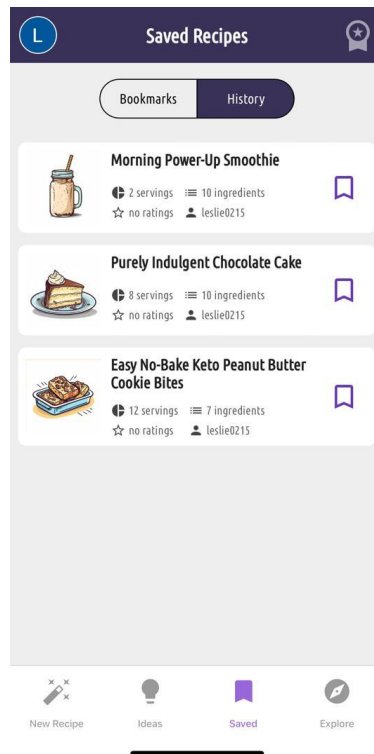 L
Saved Recipes
Bookmarks
History
Morning Power-Up Smoothie
2 servings 10 ingredients
no ratings leslie0215
Purely Indulgent Chocolate Cake
8 servings 10 ingredients
no ratings leslie0215
Easy No-Bake Keto Peanut Butter
Cookie Bites
12 servings 7 ingredients
no ratings leslie0215
New Recipe
Ideas
Saved
Explore